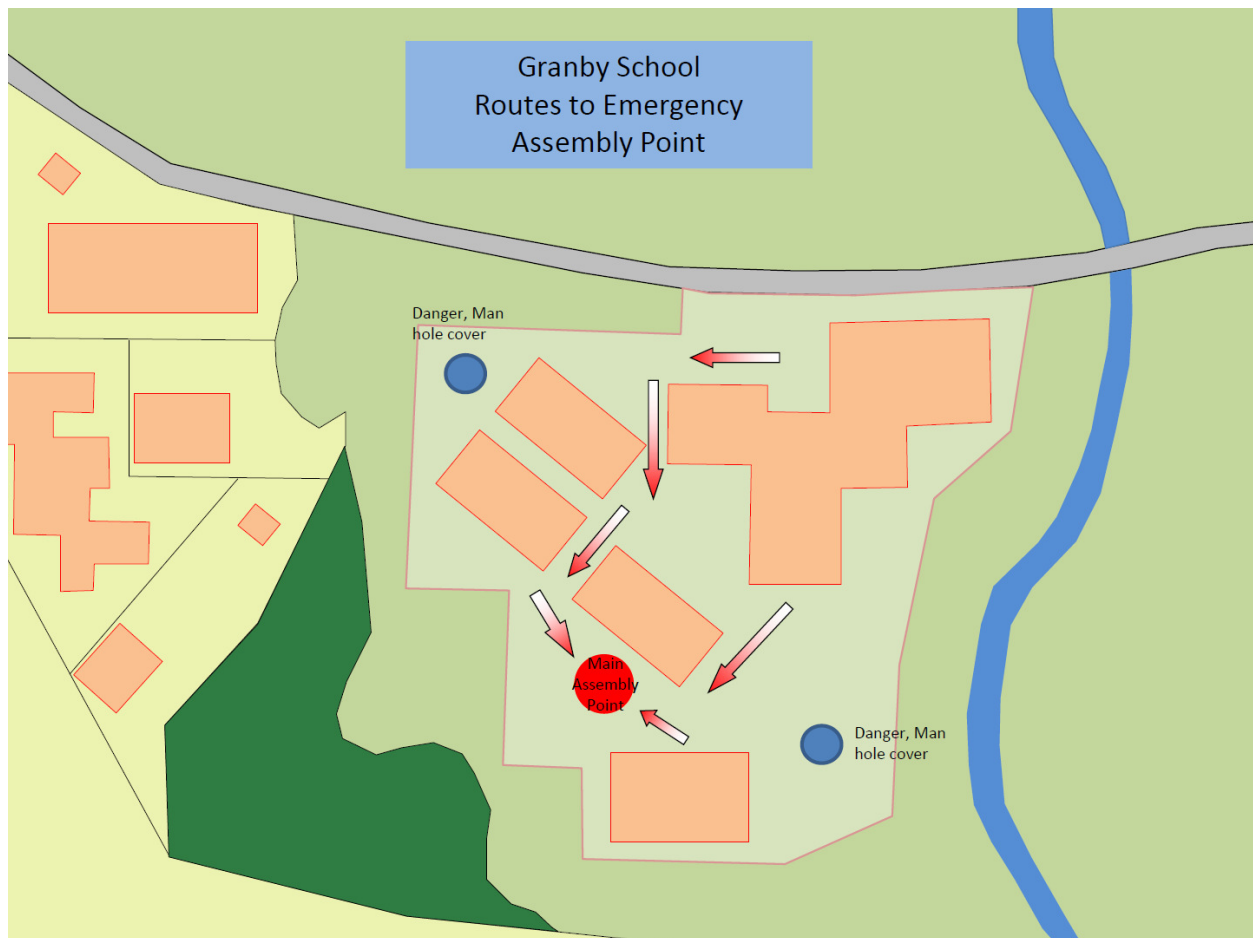 Granby School
Routes to Emergency
Assembly Point
Danger, Man
hole cover
Main
Assembly
Point
Danger, Man
hole cover